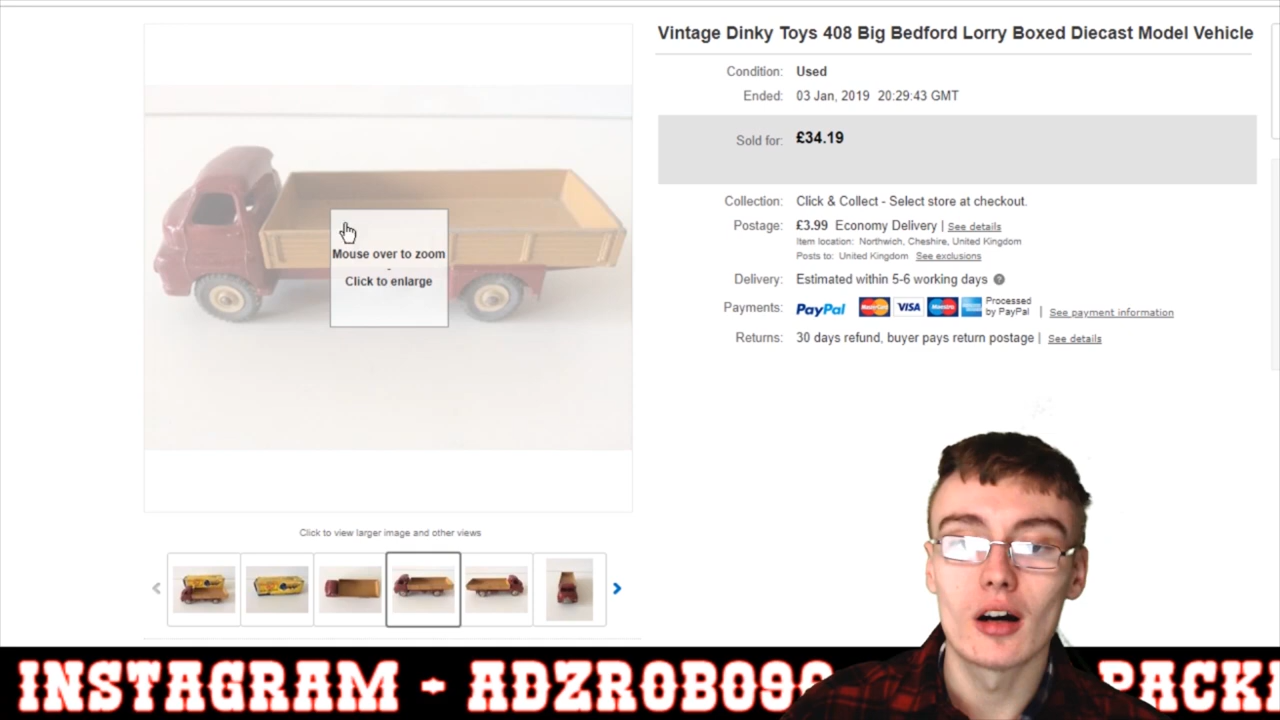 Vintage Dinky Toys 408 Big Bedford Lorry Boxed Diecast Model Vehicle
Condition: Used
Ended: 03 Jan, 2019 20:29:43 GMT
Sold for: £34.19
Collection: Click & Collect - Select store at checkout.
Postage: £3.99 Economy Delivery | See details
Item location: Northwich, Cheshire, United Kingdom
Posts to: United Kingdom See exclusions
Delivery: Estimated within 5-6 working days
Payments: PayPal MasterCard VISA Maestro Processed by PayPal | See payment information
Returns: 30 days refund, buyer pays return postage | See details
Mouse over to zoom
-
Click to enlarge
Click to view larger image and other views
INSTAGRAM - ADZROBO9